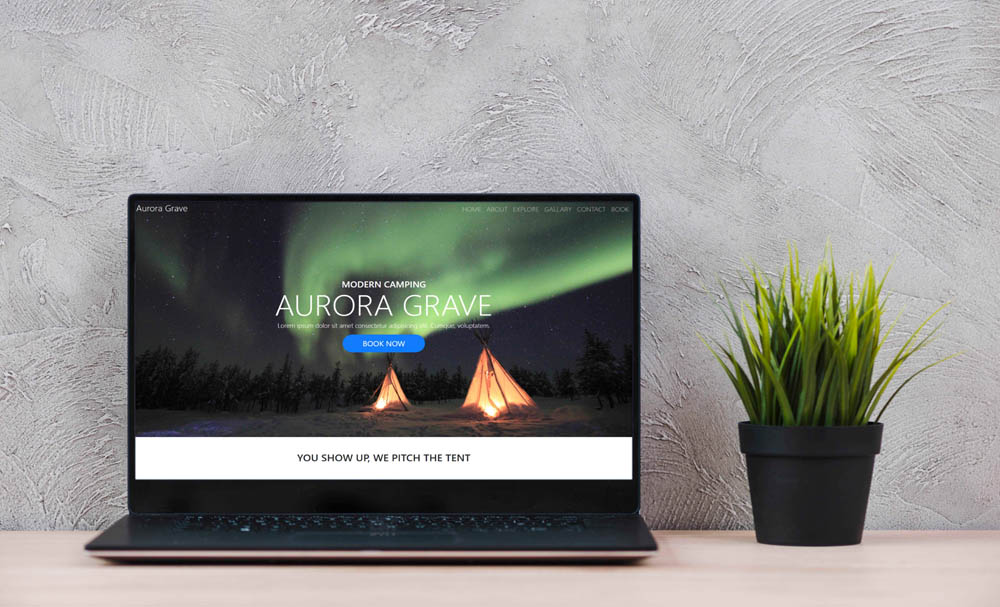 Aurora Grave
HOME ABOUT EXPLORE GALLARY CONTACT BOOK
MODERN CAMPING
AURORA GRAVE
Lorem ipsum dolor sit amet consectetur adipisicing elit. Cumque, voluptatem.
BOOK NOW
YOU SHOW UP, WE PITCH THE TENT